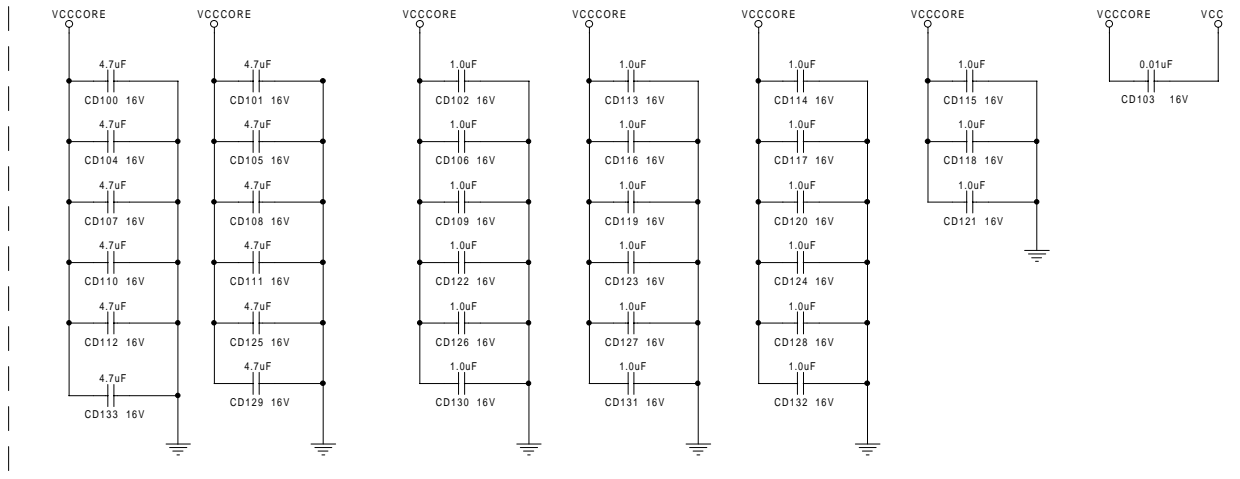 VCCCORE VCCCORE VCCCORE VCCCORE VCCCORE VCCCORE VCCCORE VCC
4.7uF 4.7uF 1.0uF 1.0uF 1.0uF 1.0uF 0.01uF
CD100 16V CD101 16V CD102 16V CD113 16V CD114 16V CD115 16V CD103 16V
4.7uF 4.7uF 1.0uF 1.0uF 1.0uF 1.0uF
CD104 16V CD105 16V CD106 16V CD116 16V CD117 16V CD118 16V
4.7uF 4.7uF 1.0uF 1.0uF 1.0uF 1.0uF
CD107 16V CD108 16V CD109 16V CD119 16V CD120 16V CD121 16V
4.7uF 4.7uF 1.0uF 1.0uF 1.0uF
CD110 16V CD111 16V CD122 16V CD123 16V CD124 16V
4.7uF 4.7uF 1.0uF 1.0uF 1.0uF
CD112 16V CD125 16V CD126 16V CD127 16V CD128 16V
4.7uF 4.7uF 1.0uF 1.0uF 1.0uF
CD133 16V CD129 16V CD130 16V CD131 16V CD132 16V